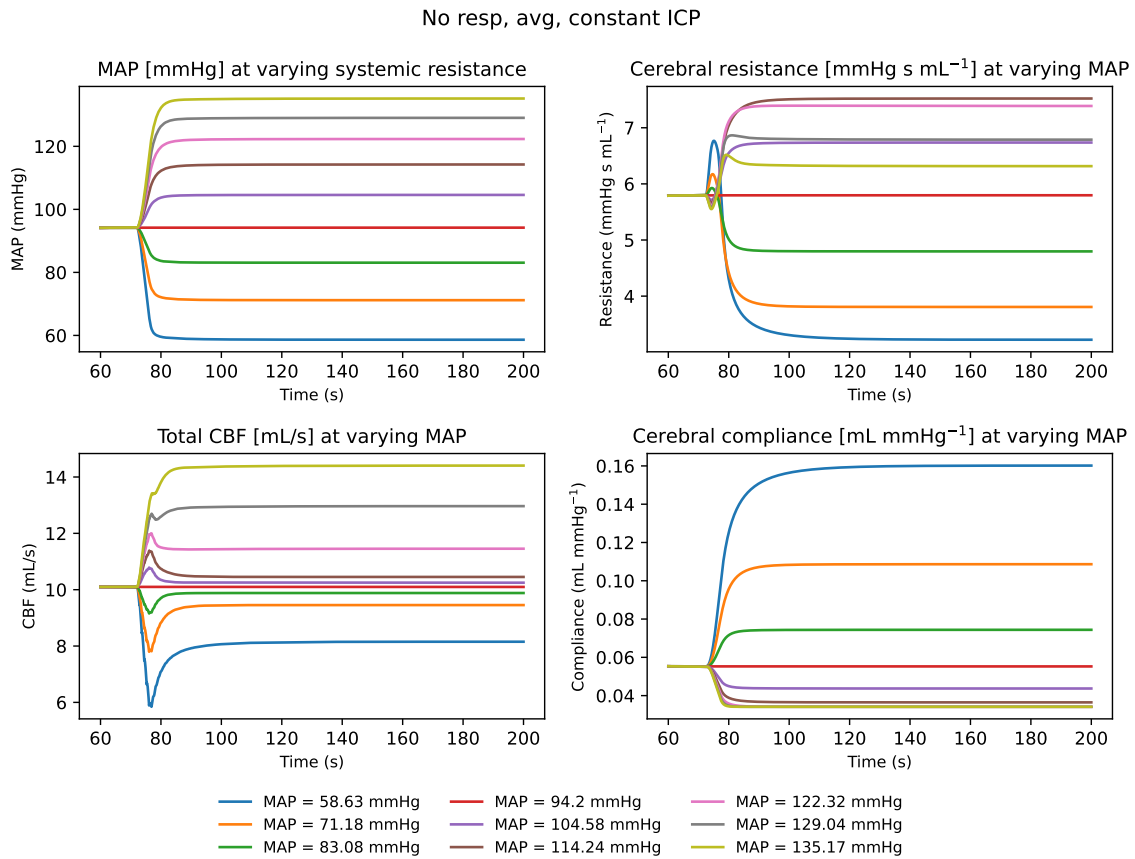 No resp, avg, constant ICP
MAP [mmHg] at varying systemic resistance
MAP (mmHg)
120
100
80
60
60 80 100 120 140 160 180 200
Time (s)
Cerebral resistance [mmHg s mL⁻¹] at varying MAP
Resistance (mmHg s mL⁻¹)
7
6
5
4
60 80 100 120 140 160 180 200
Time (s)
Total CBF [mL/s] at varying MAP
CBF (mL/s)
14
12
10
8
6
60 80 100 120 140 160 180 200
Time (s)
Cerebral compliance [mL mmHg⁻¹] at varying MAP
Compliance (mL mmHg⁻¹)
0.16
0.14
0.12
0.10
0.08
0.06
0.04
60 80 100 120 140 160 180 200
Time (s)
MAP = 58.63 mmHg
MAP = 71.18 mmHg
MAP = 83.08 mmHg
MAP = 94.2 mmHg
MAP = 104.58 mmHg
MAP = 114.24 mmHg
MAP = 122.32 mmHg
MAP = 129.04 mmHg
MAP = 135.17 mmHg